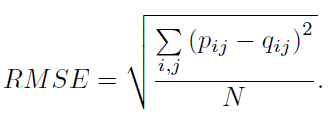 RMSE = \sqrt{\frac{\sum_{i,j} (p_{ij} - q_{ij})^2}{N}}.